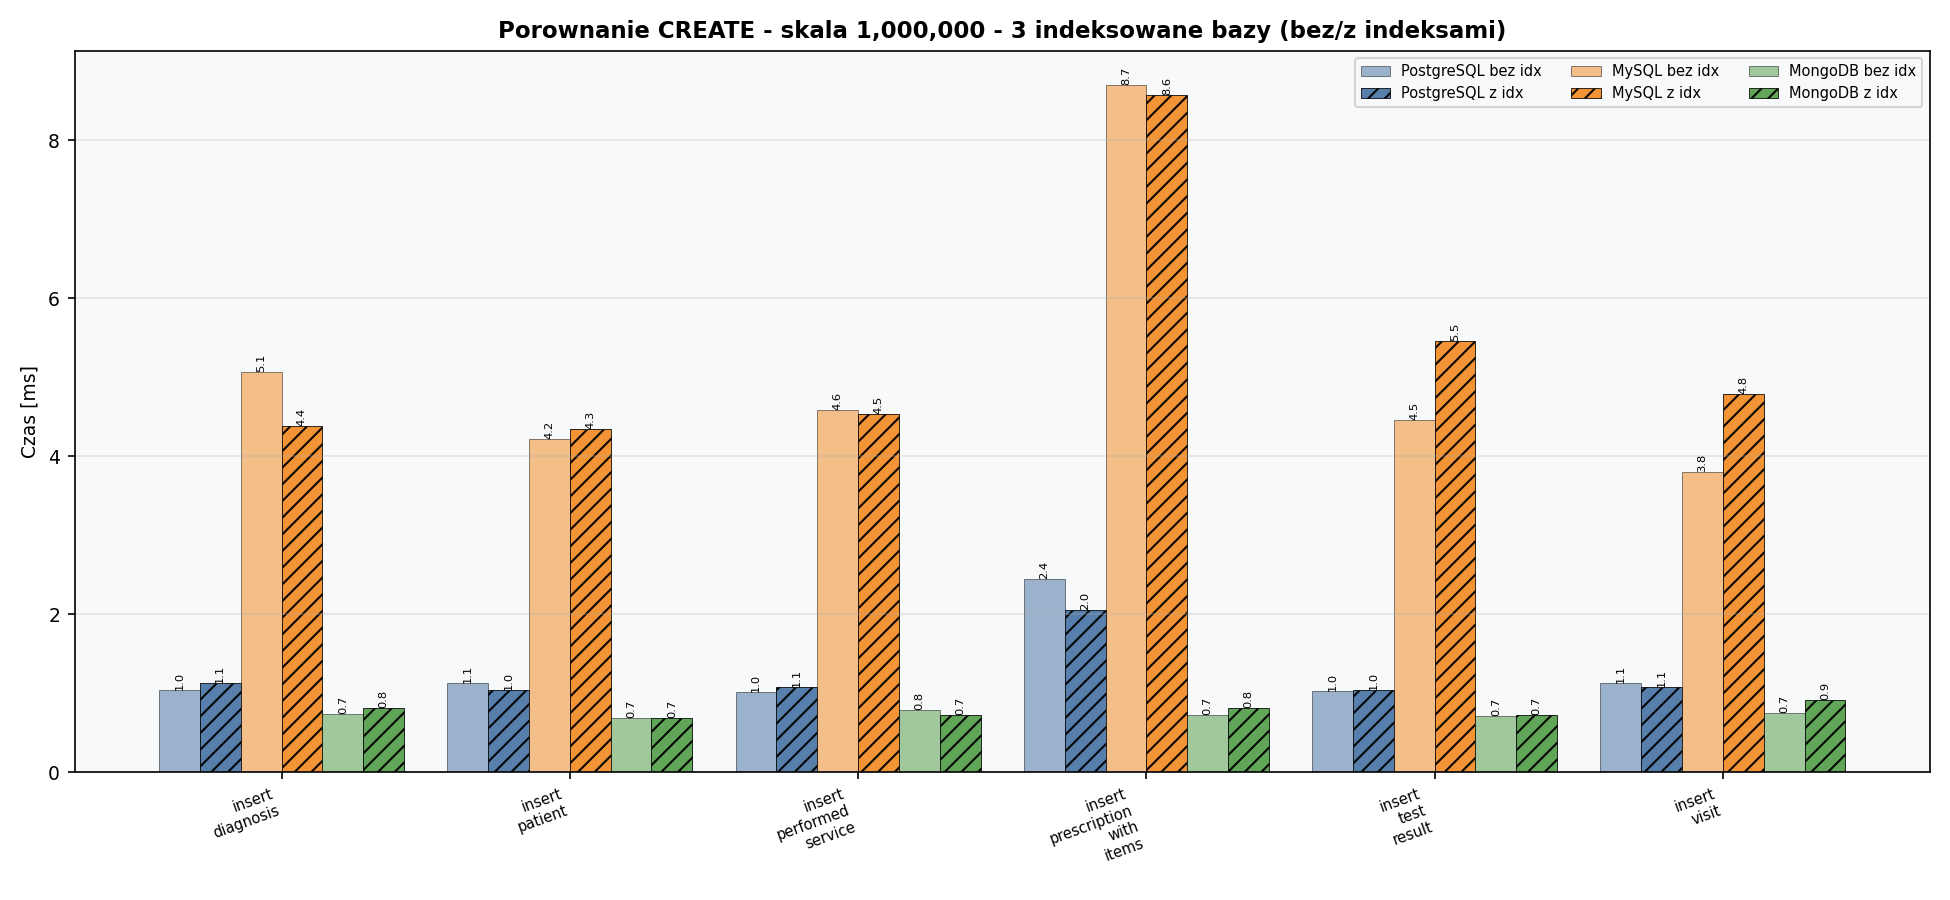 Porownanie CREATE - skala 1,000,000 - 3 indeksowane bazy (bez/z indeksami)
PostgreSQL bez idx
PostgreSQL z idx
MySQL bez idx
MySQL z idx
MongoDB bez idx
MongoDB z idx
Czas [ms]
8
6
4
2
0
1.0
1.1
5.1
4.4
0.7
0.8
1.1
1.0
4.2
4.3
0.7
0.7
1.0
1.1
4.6
4.5
0.8
0.7
2.4
2.0
8.7
8.6
0.7
0.8
1.0
1.0
4.5
5.5
0.7
0.7
1.1
1.1
3.8
4.8
0.7
0.9
insert
diagnosis
insert
patient
insert
performed
service
insert
prescription
with
items
insert
test
result
insert
visit